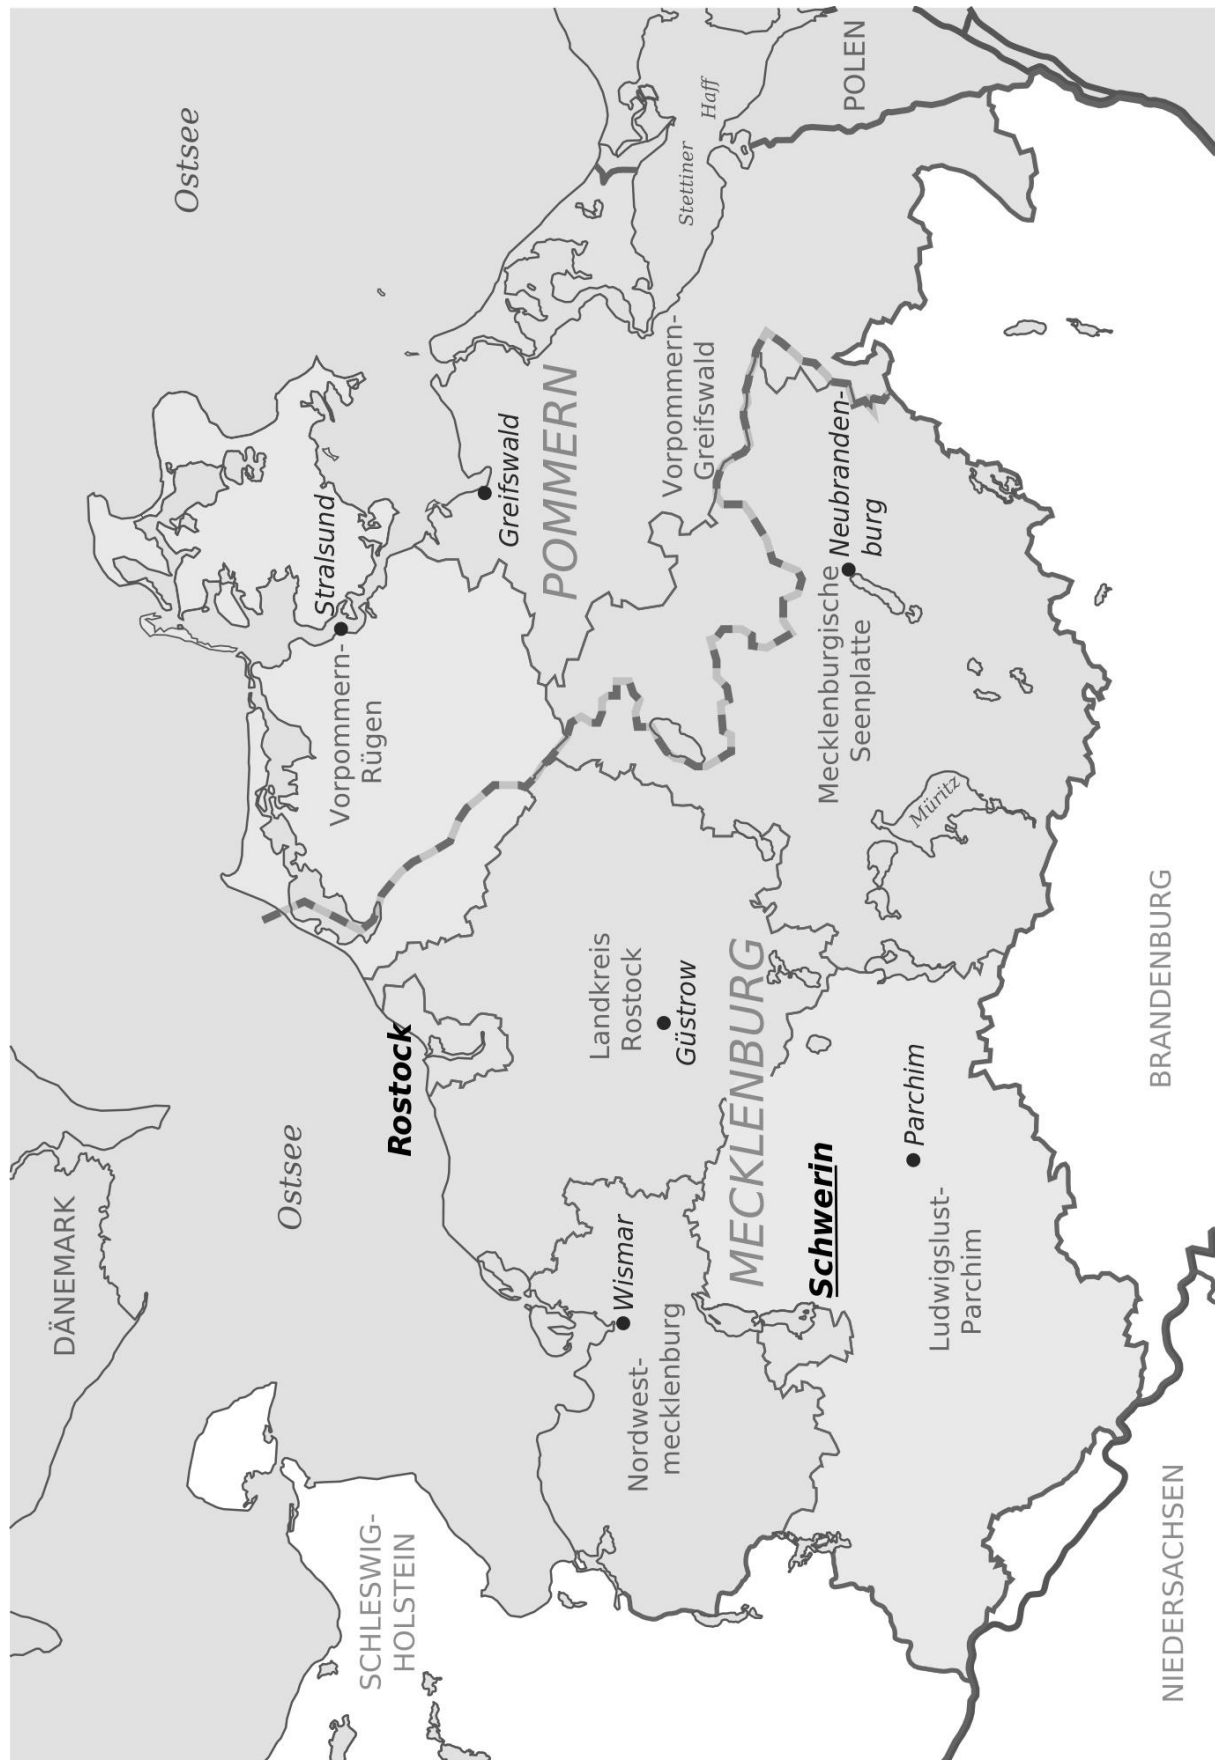 DÄNEMARK
Ostsee
Ostsee
SCHLESWIG-
HOLSTEIN
Rostock
Vorpommern-
Rügen
Stralsund
Greifswald
POMMERN
Vorpommern-
Greifswald
Stettiner
Haff
POLEN
Wismar
Nordwest-
mecklenburg
Landkreis
Rostock
Güstrow
MECKLENBURG
Schwerin
Mecklenburgische
Seenplatte
Neubranden-
burg
Müritz
Parchim
Ludwigslust-
Parchim
NIEDERSACHSEN
BRANDENBURG